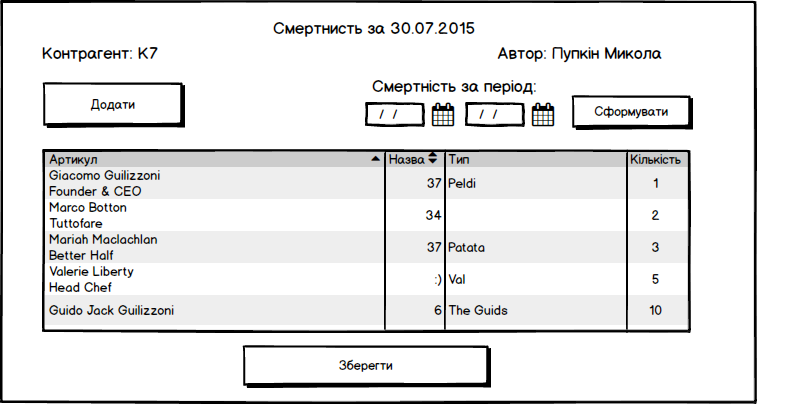 Смертнисть за 30.07.2015
Контрагент: К7 Автор: Пупкін Микола
Смертність за період:
Додати / / / / Сформувати
Артикул Назва Тип Кількість
Giacomo Guilizzoni
Founder & CEO 37 Peldi 1
Marco Botton
Tuttofare 34 2
Mariah Maclachlan
Better Half 37 Patata 3
Valerie Liberty
Head Chef :) Val 5
Guido Jack Guilizzoni 6 The Guids 10
Зберегти